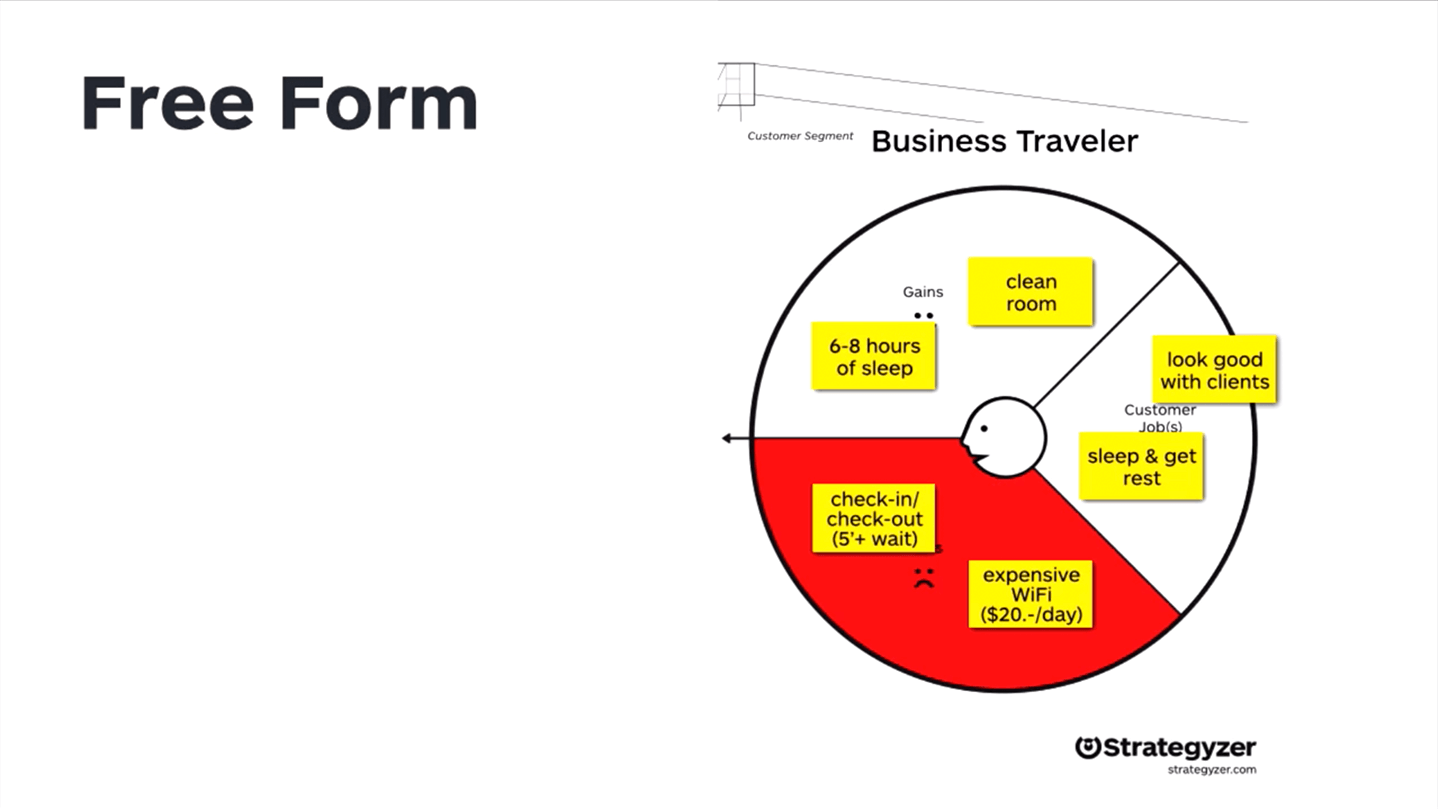 Free Form
Customer Segment
Business Traveler
Gains
clean
room
6-8 hours
of sleep
look good
with clients
Customer
Job(s)
sleep & get
rest
check-in/
check-out
(5'+ wait)
expensive
WiFi
($20.-/day)
Strategyzer
strategyzer.com